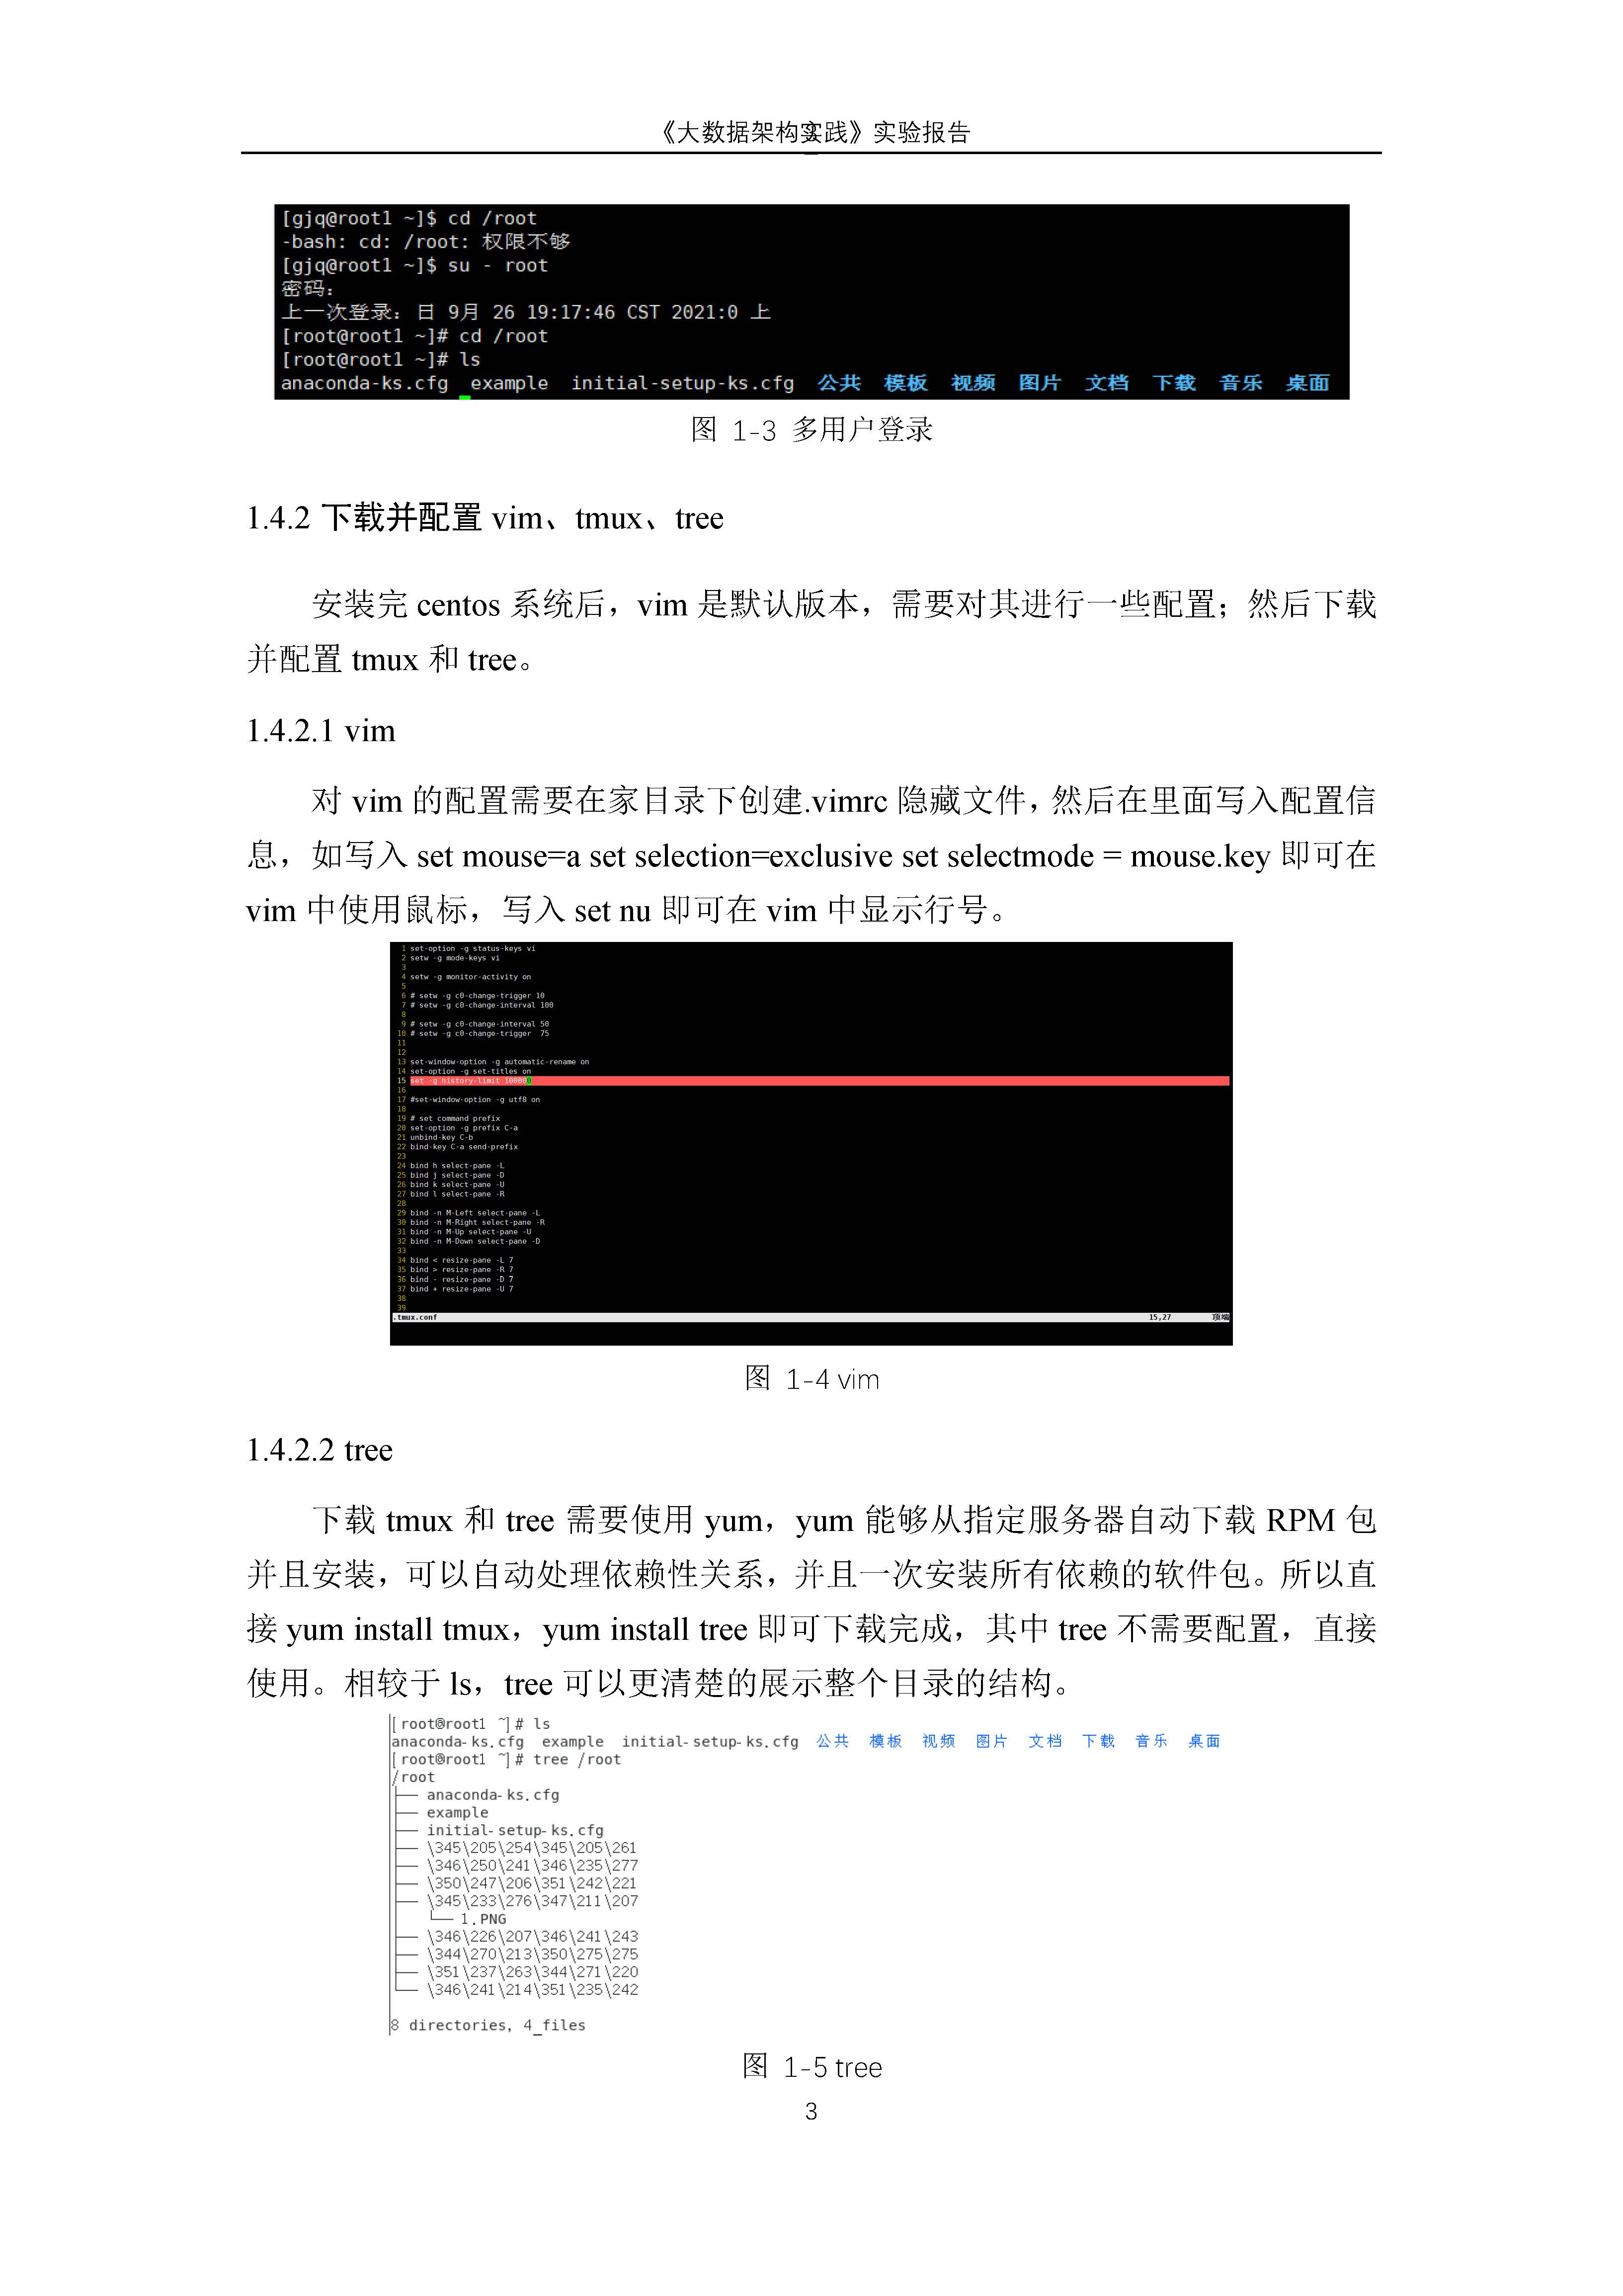 《大数据架构实践》实验报告
[gjq@root1 ~]$ cd /root
-bash: cd: /root: 权限不够
[gjq@root1 ~]$ su - root
密码：
上一次登录：日 9月 26 19:17:46 CST 2021:0 上
[root@root1 ~]# cd /root
[root@root1 ~]# ls
anaconda-ks.cfg  example  initial-setup-ks.cfg  公共  模板  视频  图片  文档  下载  音乐  桌面
图 1-3 多用户登录
1.4.2 下载并配置 vim、tmux、tree
安装完 centos 系统后，vim 是默认版本，需要对其进行一些配置；然后下载
并配置 tmux 和 tree。
1.4.2.1 vim
对 vim 的配置需要在家目录下创建.vimrc 隐藏文件，然后在里面写入配置信
息，如写入 set mouse=a set selection=exclusive set selectmode = mouse.key 即可在
vim 中使用鼠标，写入 set nu 即可在 vim 中显示行号。
1 set-option -g status-keys vi
2 setw -g mode-keys vi
3
4 setw -g monitor-activity on
5
6 # setw -g c0-change-trigger 10
7 # setw -g c0-change-interval 100
8
9 # setw -g c0-change-interval 50
10 # setw -g c0-change-trigger  75
11
12
13 set-window-option -g automatic-rename on
14 set-option -g set-titles on
15 set -g history-limit 100000
16
17 #set-window-option -g utf8 on
18
19 # set command prefix
20 set-option -g prefix C-a
21 unbind-key C-b
22 bind-key C-a send-prefix
23
24 bind h select-pane -L
25 bind j select-pane -D
26 bind k select-pane -U
27 bind l select-pane -R
28
29 bind -n M-Left select-pane -L
30 bind -n M-Right select-pane -R
31 bind -n M-Up select-pane -U
32 bind -n M-Down select-pane -D
33
34 bind < resize-pane -L 7
35 bind > resize-pane -R 7
36 bind - resize-pane -D 7
37 bind + resize-pane -U 7
38
39
.tmux.conf 15,27 顶端
图 1-4 vim
1.4.2.2 tree
下载 tmux 和 tree 需要使用 yum，yum 能够从指定服务器自动下载 RPM 包
并且安装，可以自动处理依赖性关系，并且一次安装所有依赖的软件包。所以直
接 yum install tmux，yum install tree 即可下载完成，其中 tree 不需要配置，直接
使用。相较于 ls，tree 可以更清楚的展示整个目录的结构。
[root@root1 ~]# ls
anaconda-ks.cfg  example  initial-setup-ks.cfg  公共  模板  视频  图片  文档  下载  音乐  桌面
[root@root1 ~]# tree /root
/root
├── anaconda-ks.cfg
├── example
├── initial-setup-ks.cfg
├── \345\205\254\345\205\261
├── \346\250\241\346\235\277
├── \350\247\206\351\242\221
├── \345\233\276\347\211\207
│   └── 1.PNG
├── \346\226\207\346\241\243
├── \344\270\213\350\275\275
├── \351\237\263\344\271\220
└── \346\241\214\351\235\242
8 directories, 4 files
图 1-5 tree
3